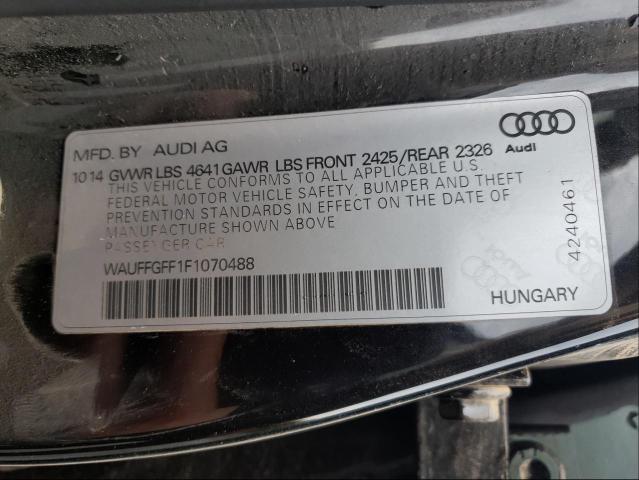 MFD. BY AUDI AG
10 14 GVWR LBS 4641 GAWR LBS FRONT 2425/REAR 2326
THIS VEHICLE CONFORMS TO ALL APPLICABLE U.S.
FEDERAL MOTOR VEHICLE SAFETY, BUMPER AND THEFT
PREVENTION STANDARDS IN EFFECT ON THE DATE OF
MANUFACTURE SHOWN ABOVE
PASSENGER CAR
WAUFFGFF1F1070488
Audi
4240461
HUNGARY